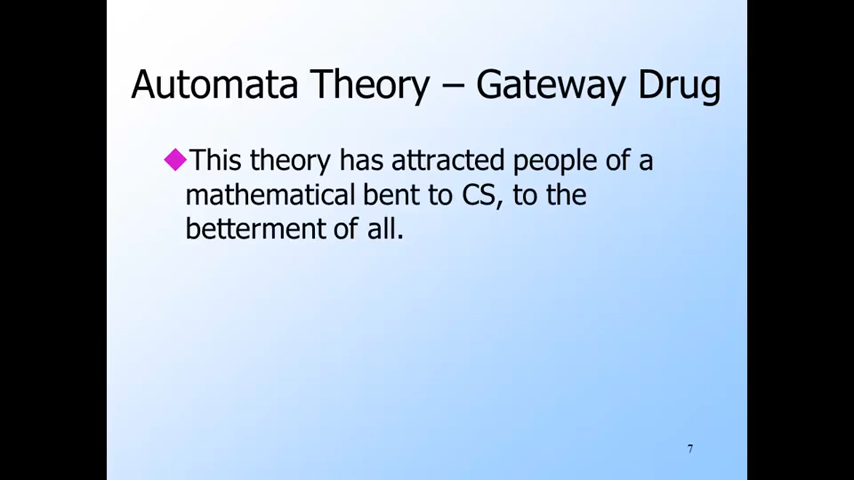 Automata Theory – Gateway Drug
This theory has attracted people of a
mathematical bent to CS, to the
betterment of all.
7